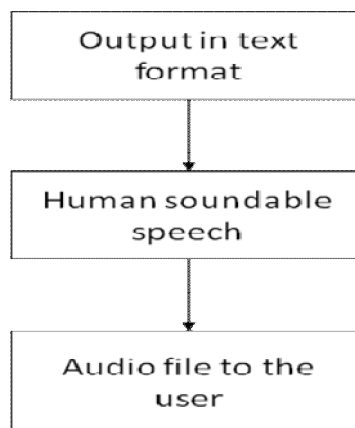 Output in text
format
Human soundable
speech
Audio file to the
user